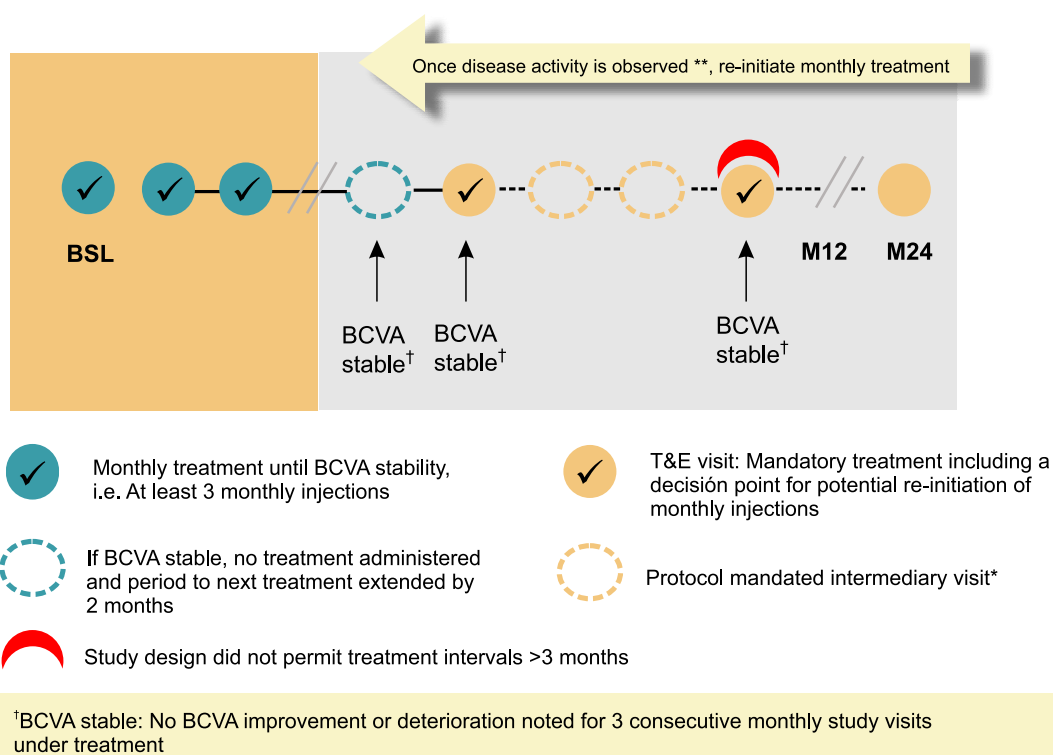 Once disease activity is observed **, re-initiate monthly treatment
BSL
M12
M24
BCVA
stable†
BCVA
stable†
BCVA
stable†
Monthly treatment until BCVA stability,
i.e. At least 3 monthly injections
T&E visit: Mandatory treatment including a
decisión point for potential re-initiation of
monthly injections
If BCVA stable, no treatment administered
and period to next treatment extended by
2 months
Protocol mandated intermediary visit*
Study design did not permit treatment intervals >3 months
†BCVA stable: No BCVA improvement or deterioration noted for 3 consecutive monthly study visits
under treatment